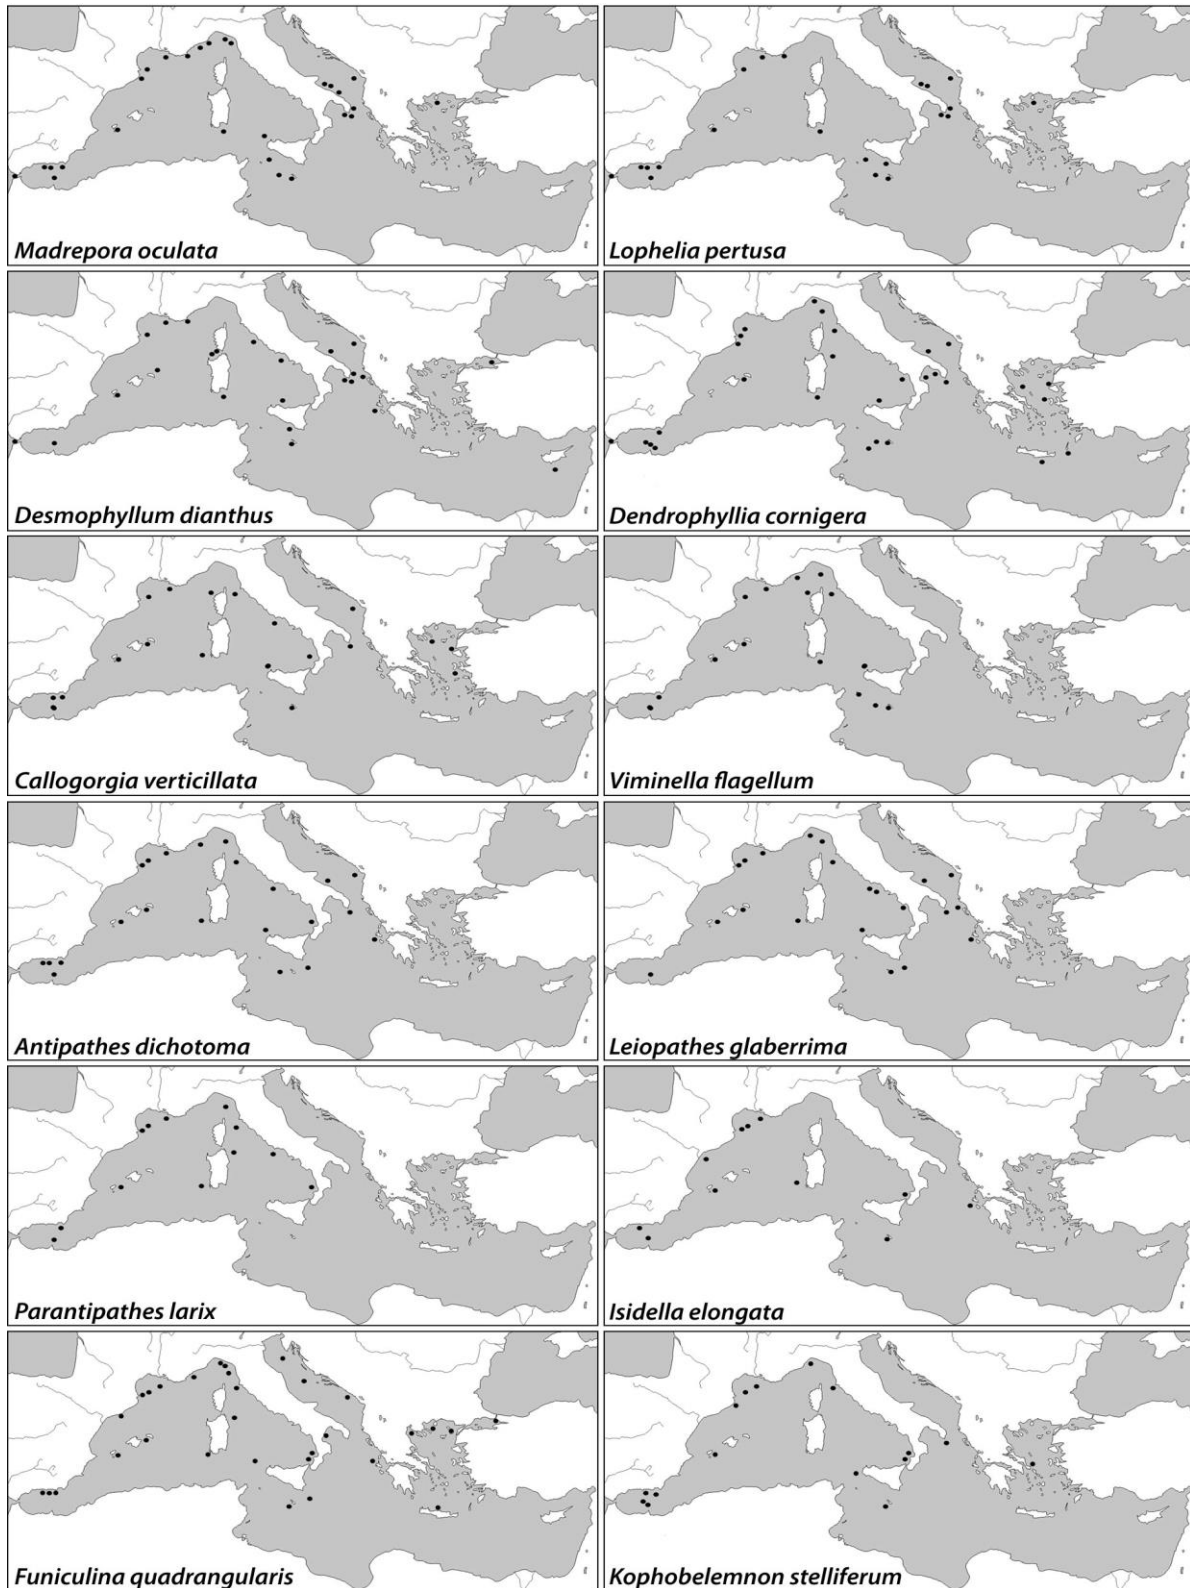 Madrepora oculata
Lophelia pertusa
Desmophyllum dianthus
Dendrophyllia cornigera
Callogorgia verticillata
Viminella flagellum
Antipathes dichotoma
Leiopathes glaberrima
Parantipathes larix
Isidella elongata
Funiculina quadrangularis
Kophobelemnon stelliferum